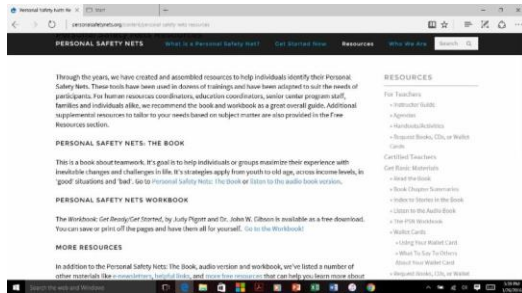 Personal Safety Nets Re
Start
personalsafetynets.org/content/personal-safety-nets-resources
PERSONAL SAFETY NETS
What is a Personal Safety Net?
Get Started Now
Resources
Who We Are
Search
Through the years, we have created and assembled resources to help individuals identify their Personal
Safety Nets. These tools have been used in dozens of trainings and have been adapted to suit the needs of
participants. For human resources coordinators, education coordinators, senior center program staff,
families and individuals alike, we recommend the book and workbook as a great overall guide. Additional
supplemental resources to tailor to your needs based on subject matter are also provided in the Free
Resources section.
PERSONAL SAFETY NETS: THE BOOK
This is a book about teamwork. It's goal is to help individuals or groups maximize their experience with
inevitable changes and challenges in life. It's strategies apply from youth to old age, across income levels, in
'good' situations and 'bad'. Go to Personal Safety Nets: The Book or listen to the audio book version.
PERSONAL SAFETY NETS WORKBOOK
The Workbook: Get Ready/Get Started, by Judy Pigott and Dr. John W. Gibson is available as a free download.
You can save or print off the pages and have them all for yourself. Go to the Workbook!
MORE RESOURCES
In addition to the Personal Safety Nets: The Book, audio version and workbook, we've listed a number of
other materials like e-newsletters, helpful links, and more free resources that can help you learn more about
RESOURCES
For Teachers
» Instructor Guide
» Agendas
» Handouts/Activities
» Request Books, CDs, or Wallet
Cards
Certified Teachers
Get Basic Materials
» Read the Book
» Book Chapter Summaries
» Index to Stories in the Book
» Listen to the Audio Book
» The PSN Workbook
» Wallet Cards
» Using Your Wallet Card
» What To Say To Others
About Your Wallet Card
» Request Books, CDs, or Wallet
Search the web and Windows